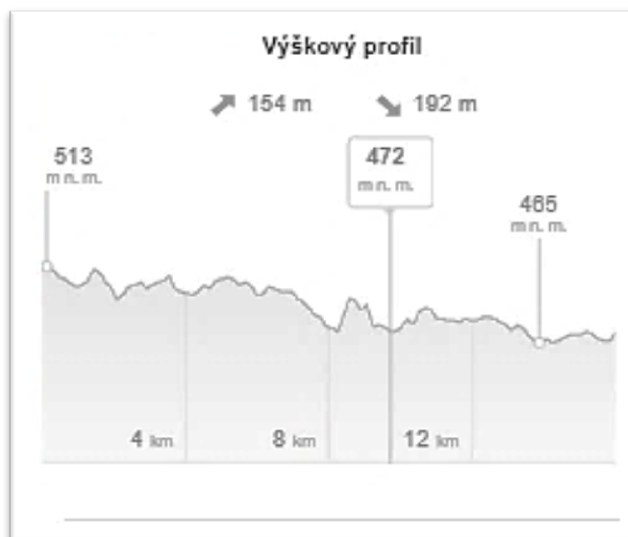 Výškový profil
154 m 192 m
513
m n. m.
472
m n. m.
465
m n. m.
4 km 8 km 12 km